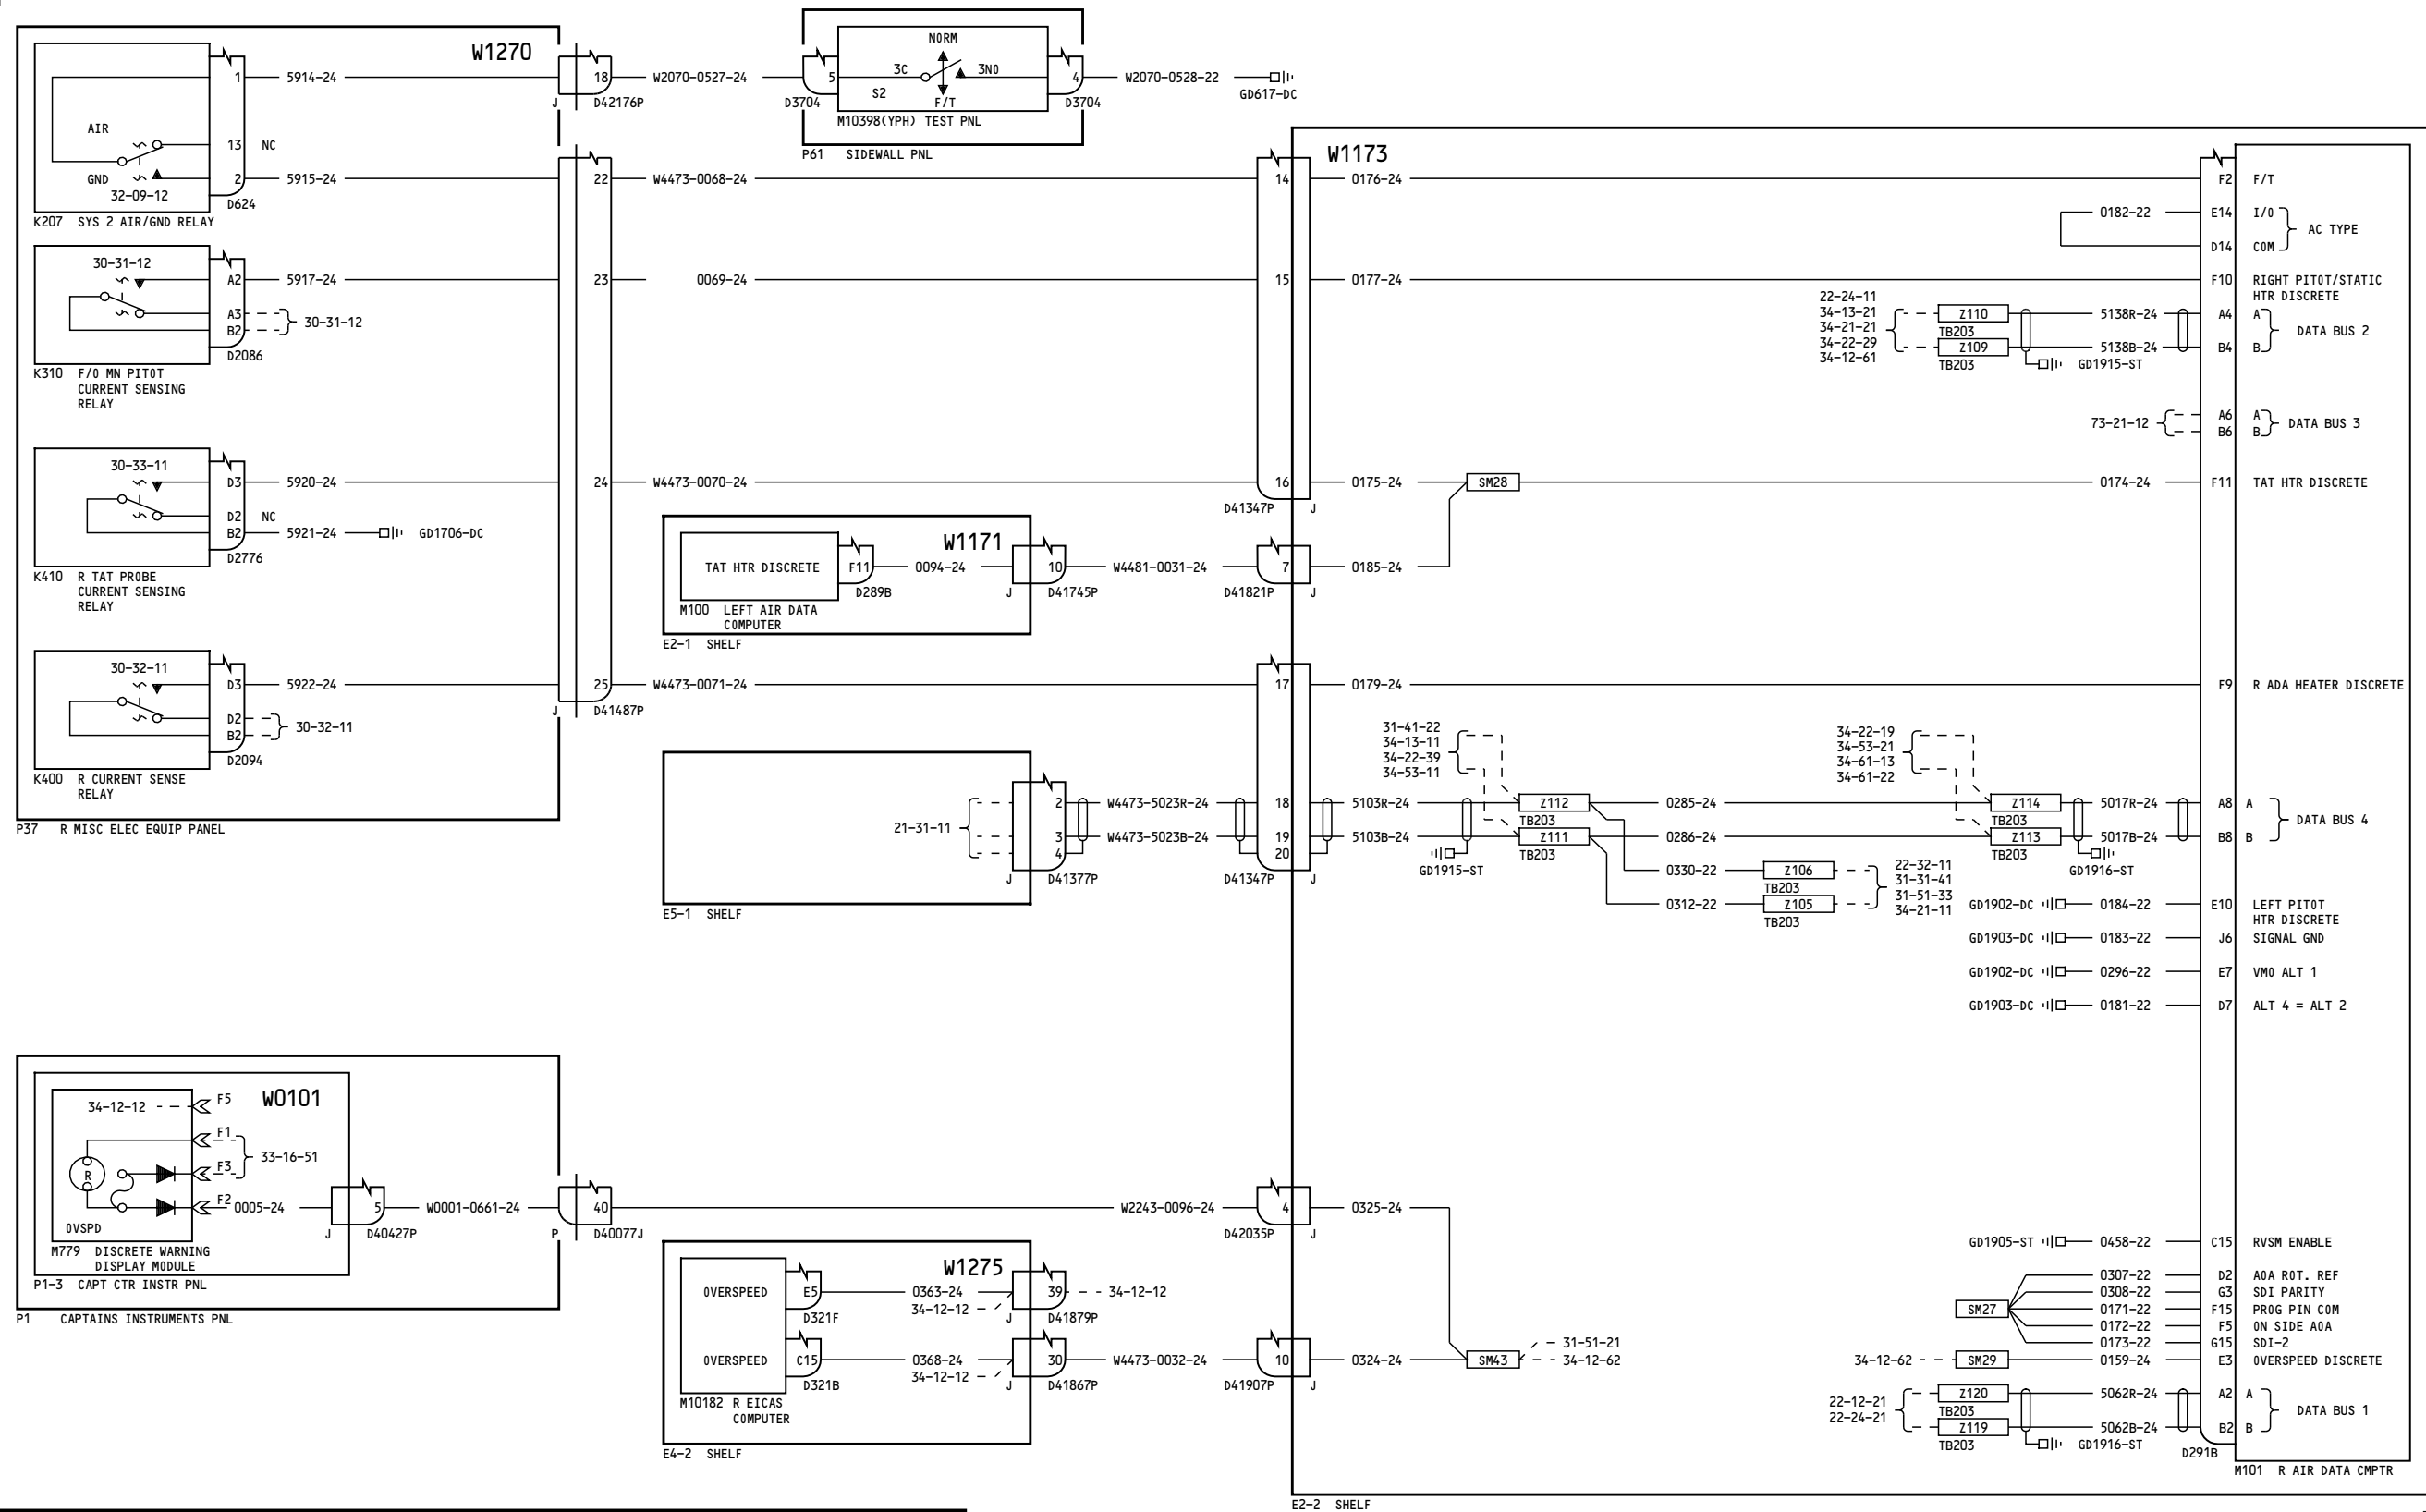 W1270
AIR
GND
32-09-12
1
13
2
NC
5914-24
5915-24
D624
K207 SYS 2 AIR/GND RELAY
30-31-12
A2
A3
B2
5917-24
30-31-12
D2086
K310 F/O MN PITOT
CURRENT SENSING
RELAY
30-33-11
D3
D2
B2
5920-24
NC
5921-24
GD1706-DC
D2776
K410 R TAT PROBE
CURRENT SENSING
RELAY
30-32-11
D3
D2
B2
5922-24
30-32-11
D2094
K400 R CURRENT SENSE
RELAY
P37 R MISC ELEC EQUIP PANEL
18
J
D42176P
W2070-0527-24
5
D3704
NORM
3C
3NO
S2
F/T
4
D3704
M10398(YPH) TEST PNL
P61 SIDEWALL PNL
W2070-0528-22
GD617-DC
22
23
24
25
J
D41487P
W4473-0068-24
0069-24
W4473-0070-24
W4473-0071-24
14
15
16
D41347P
J
W1171
TAT HTR DISCRETE
F11
0094-24
D289B
M100 LEFT AIR DATA
COMPUTER
E2-1 SHELF
10
J
D41745P
W4481-0031-24
7
D41821P
J
21-31-11
2
3
4
J
D41377P
E5-1 SHELF
W4473-5023R-24
W4473-5023B-24
17
18
19
20
D41347P
J
W1173
0176-24
0177-24
0175-24
SM28
0174-24
0185-24
0179-24
31-41-22
34-13-11
34-22-39
34-53-11
5103R-24
5103B-24
GD1915-ST
Z112
TB203
Z111
TB203
0285-24
0286-24
0330-22
0312-22
Z106
TB203
Z105
TB203
22-32-11
31-31-41
31-51-33
34-21-11
34-22-19
34-53-21
34-61-13
34-61-22
Z114
TB203
Z113
TB203
5017R-24
5017B-24
GD1916-ST
0182-22
22-24-11
34-13-21
34-21-21
34-22-29
34-12-61
Z110
TB203
Z109
TB203
5138R-24
5138B-24
GD1915-ST
73-21-12
F2 F/T
E14 I/O
D14 COM
AC TYPE
F10 RIGHT PITOT/STATIC
HTR DISCRETE
A4 A
B4 B
DATA BUS 2
A6 A
B6 B
DATA BUS 3
F11 TAT HTR DISCRETE
F9 R ADA HEATER DISCRETE
A8 A
B8 B
DATA BUS 4
GD1902-DC 0184-22 E10 LEFT PITOT
HTR DISCRETE
GD1903-DC 0183-22 J6 SIGNAL GND
GD1902-DC 0296-22 E7 VMO ALT 1
GD1903-DC 0181-22 D7 ALT 4 = ALT 2
W0101
34-12-12
F5
F1
F3
F2
33-16-51
R
OVSPD
0005-24
M779 DISCRETE WARNING
DISPLAY MODULE
P1-3 CAPT CTR INSTR PNL
P1 CAPTAINS INSTRUMENTS PNL
J
5
D40427P
W0001-0661-24
P
40
D40077J
W2243-0096-24
4
D42035P
J
0325-24
W1275
OVERSPEED
E5
0363-24
34-12-12
D321F
39
34-12-12
J
D41879P
OVERSPEED
C15
0368-24
34-12-12
D321B
30
J
D41867P
M10182 R EICAS
COMPUTER
E4-2 SHELF
W4473-0032-24
10
D41907P
J
0324-24
SM43
31-51-21
34-12-62
GD1905-ST 0458-22 C15 RVSM ENABLE
SM27
0307-22 D2 AOA ROT. REF
0308-22 G3 SDI PARITY
0171-22 F15 PROG PIN COM
0172-22 F5 ON SIDE AOA
0173-22 G15 SDI-2
34-12-62 SM29 0159-24 E3 OVERSPEED DISCRETE
22-12-21
22-24-21
Z120
TB203
Z119
TB203
5062R-24
5062B-24
GD1916-ST
A2 A
B2 B
DATA BUS 1
D291B
M101 R AIR DATA CMPTR
E2-2 SHELF